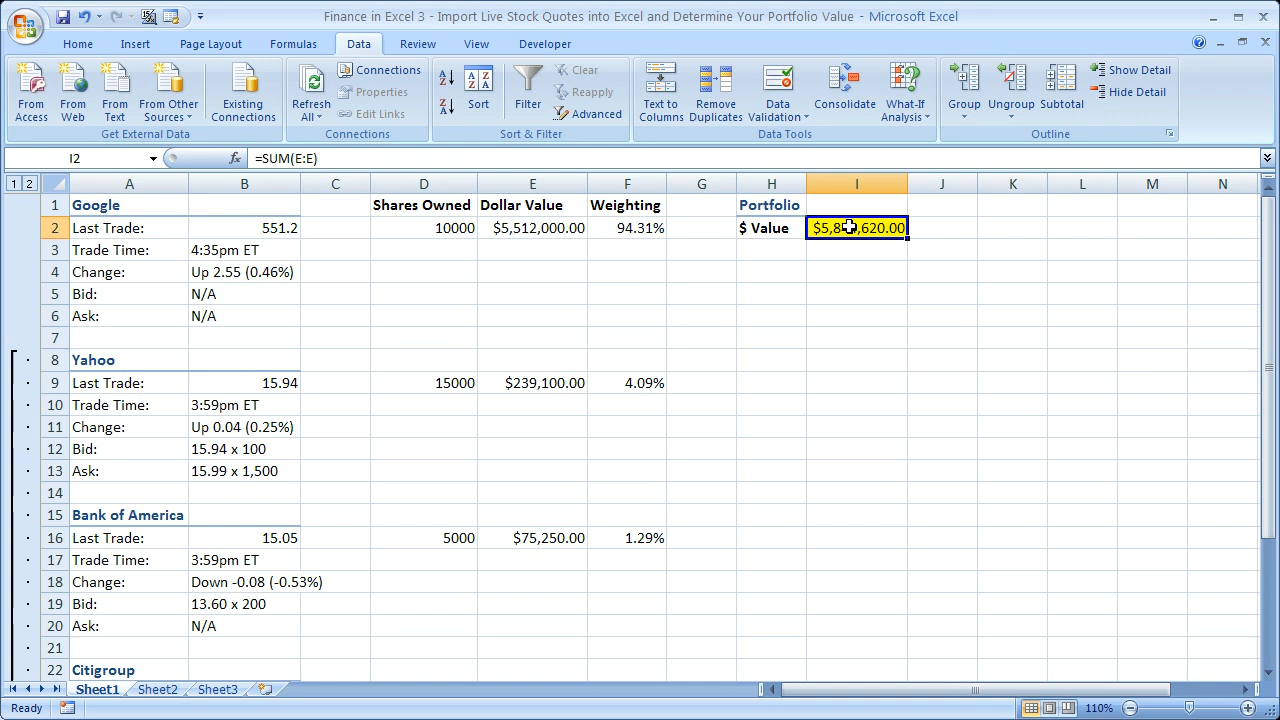 Finance in Excel 3 - Import Live Stock Quotes into Excel and Determine Your Portfolio Value - Microsoft Excel
Home Insert Page Layout Formulas Data Review View Developer
From Access From Web From Text From Other Sources Existing Connections
Get External Data
Refresh All Connections Properties Edit Links
Connections
Sort Filter Clear Reapply Advanced
Sort & Filter
Text to Columns Remove Duplicates Data Validation Consolidate What-If Analysis
Data Tools
Group Ungroup Subtotal Show Detail Hide Detail
Outline
I2 fx =SUM(E:E)
1 2 A B C D E F G H I J K L M N
1 Google Shares Owned Dollar Value Weighting Portfolio
2 Last Trade: 551.2 10000 $5,512,000.00 94.31% $ Value
3 Trade Time: 4:35pm ET
4 Change: Up 2.55 (0.46%)
5 Bid: N/A
6 Ask: N/A
7
8 Yahoo
9 Last Trade: 15.94 15000 $239,100.00 4.09%
10 Trade Time: 3:59pm ET
11 Change: Up 0.04 (0.25%)
12 Bid: 15.94 x 100
13 Ask: 15.99 x 1,500
14
15 Bank of America
16 Last Trade: 15.05 5000 $75,250.00 1.29%
17 Trade Time: 3:59pm ET
18 Change: Down -0.08 (-0.53%)
19 Bid: 13.60 x 200
20 Ask: N/A
21
22 Citigroup
Sheet1 Sheet2 Sheet3
Ready 110%